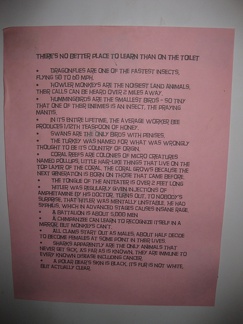 THERE'S NO BETTER PLACE TO LEARN THAN ON THE TOILET
• DRAGONFLIES ARE ONE OF THE FASTEST INSECTS,
FLYING 50 TO 60 MPH.
• HOWLER MONKEYS ARE THE NOISIEST LAND ANIMALS,
THEIR CALLS CAN BE HEARD OVER 2 MILES AWAY
• HUMMINGBIRDS ARE THE SMALLEST BIRDS - SO TINY
THAT ONE OF THEIR ENEMIES IS AN INSECT, THE PRAYING
MANTIS.
• IN ITS ENTIRE LIFETIME, THE AVERAGE WORKER BEE
PRODUCES 1/12TH TEASPOON OF HONEY.
• SWANS ARE THE ONLY BIRDS WITH PENISES.
• THE TURKEY WAS NAMED FOR WHAT WAS WRONGLY
THOUGHT TO BE ITS COUNTRY OF ORIGIN.
• CORAL REEFS ARE COLONIES OF MICRO CREATURES
NAMED POLLUPS, LITTLE HAIR-LIKE THINGS THAT LIVE ON THE
TOP LAYER OF THE CORAL. THE CORAL GROWS BECAUSE THE
NEXT GENERATION IS BORN ON THOSE THAT CAME BEFORE.
• THE TONGUE OF THE ANTEATER IS OVER 2 FEET LONG
• HITLER WAS REGULARLY GIVEN INJECTIONS OF
AMPHETAMINE BY HIS DOCTOR. TURNS OUT, TO NOBODY'S
SURPRISE, THAT HITLER WAS MENTALLY UNSTABLE. HE HAD
SYPHILIS, WHICH IN ADVANCED STAGES CAUSES INSANE RAGE.
• A BATTALION IS ABOUT 5,000 MEN
• A CHIMPANZEE CAN LEARN TO RECOGNIZE ITSELF IN A
MIRROR, BUT MONKEYS CAN'T.
• ALL CLAMS START OUT AS MALES ABOUT HALF DECIDE
TO BECOME FEMALES AT SOME POINT IN THEIR LIVES.
• SHARKS APPARENTLY ARE THE ONLY ANIMALS THAT
NEVER GET SICK. AS FAR AS IS KNOWN, THEY ARE IMMUNE TO
EVERY KNOWN DISEASE INCLUDING CANCER.
• A POLAR BEAR'S SKIN IS BLACK. ITS FUR IS NOT WHITE,
BUT ACTUALLY CLEAR.